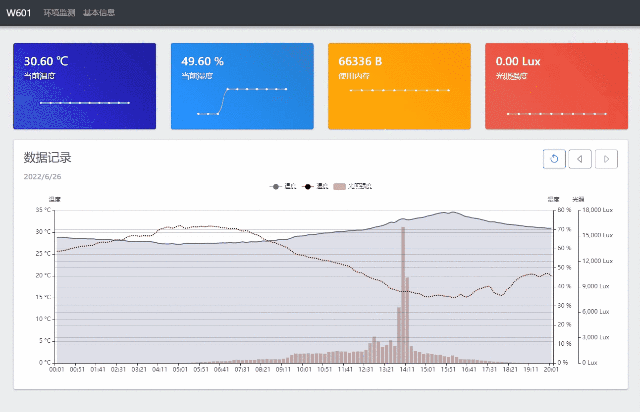 W601 环境监测 基本信息
30.60 ℃
当前温度
49.60 %
当前湿度
66336 B
使用内存
0.00 Lux
光照强度
数据记录
2022/6/26
温度 湿度 光照强度
温度 湿度 光照
35 ℃ 80 % 18,000 Lux
30 ℃ 70 % 15,000 Lux
25 ℃ 60 % 12,000 Lux
20 ℃ 50 % 9,000 Lux
15 ℃ 40 % 6,000 Lux
10 ℃ 30 % 3,000 Lux
5 ℃ 20 % 0 Lux
0 ℃ 10 %
0 %
00:01 00:51 01:41 02:31 03:21 04:11 05:01 05:51 06:41 07:31 08:21 09:11 10:01 10:51 11:41 12:31 13:21 14:11 15:01 15:51 16:41 17:31 18:21 19:11 20:01